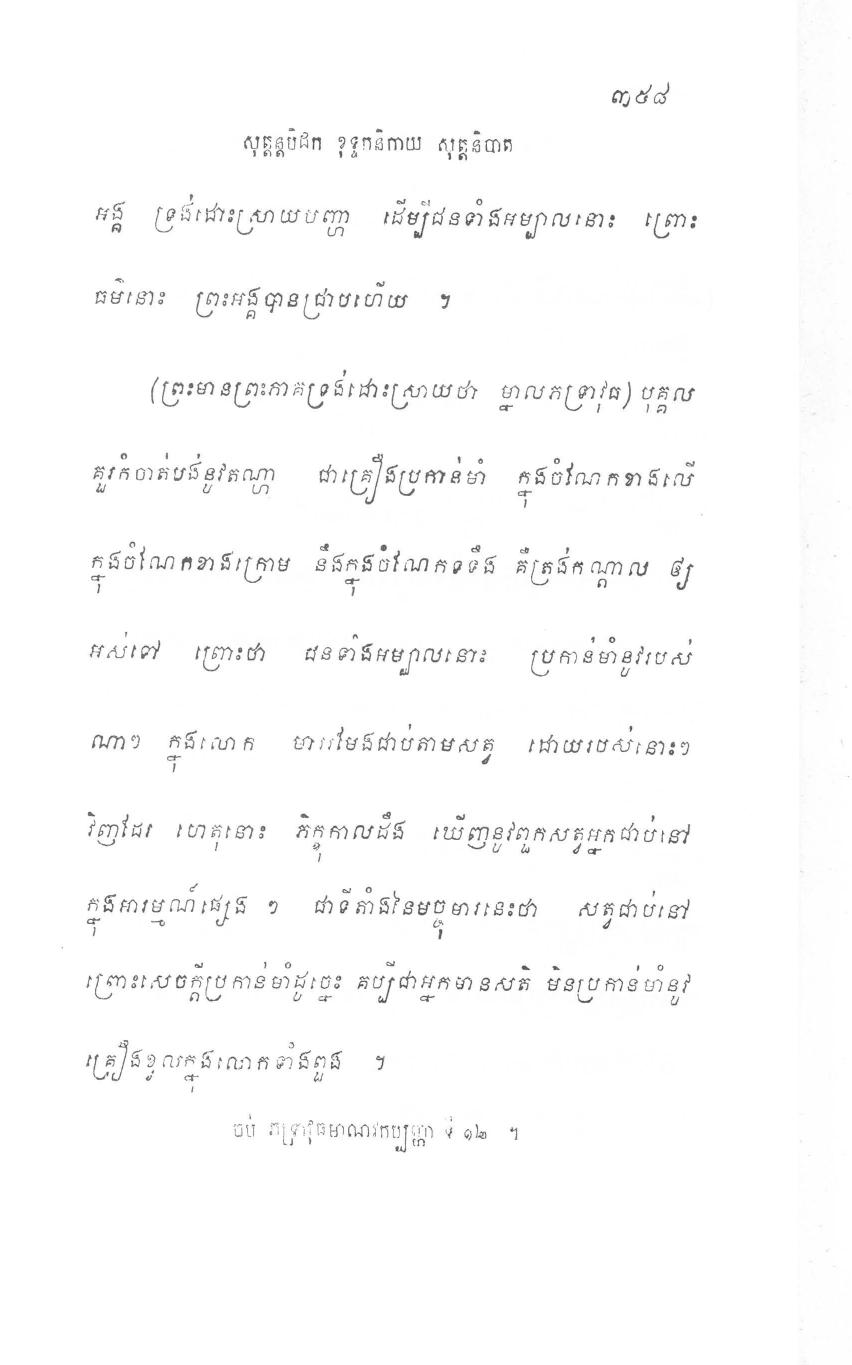 ៣៥៨
សុត្តន្តបិដក ខុទ្ទកនិកាយ សុត្តនិបាត
អង្គ ទ្រង់ដោះស្រាយបញ្ហា ដើម្បីជនទាំងអម្បាលនោះ ព្រោះ
ធម៌នោះ ព្រះអង្គបានជ្រាបហើយ ។
(ព្រះមានព្រះភាគទ្រង់ដោះស្រាយថា ម្នាលភទ្រាវុធ) បុគ្គល
គួរកំចាត់បង់នូវតណ្ហា ជាគ្រឿងប្រកាន់មាំ ក្នុងចំណែកខាងលើ
ក្នុងចំណែកខាងក្រោម នឹងក្នុងចំណែកទទឹង គឺត្រង់កណ្តាល ឲ្យ
អស់ទៅ ព្រោះថា ជនទាំងអម្បាលនោះ ប្រកាន់មាំនូវរបស់
ណាៗ ក្នុងលោក មាររមែងជាប់តាមសត្វ ដោយរបស់នោះៗ
វិញដែរ ហេតុនោះ ភិក្ខុកាលដឹង ឃើញនូវពួកសត្វអ្នកជាប់នៅ
ក្នុងអារម្មណ៍ផ្សេង ៗ ជាទីតាំងនៃមច្ចុមារនេះថា សត្វជាប់នៅ
ព្រោះសេចក្តីប្រកាន់មាំដូច្នេះ គប្បីជាអ្នកមានសតិ មិនប្រកាន់មាំនូវ
គ្រឿងខ្វល់ក្នុងលោកទាំងពួង ។
ចប់ ភទ្រាវុធមាណវកប្បញ្ហា ទី ១២ ។